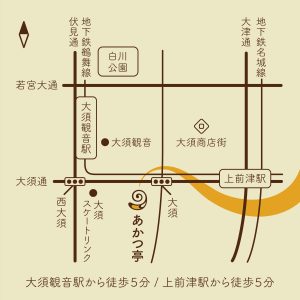 伏見通
地下鉄鶴舞線
白川
公園
大津通
地下鉄名城線
若宮大通
大須観音駅
大須観音
大須商店街
大須通
上前津駅
西大須
大須
スケートリンク
あかつ亭
大須
大須観音駅から徒歩5分 / 上前津駅から徒歩5分